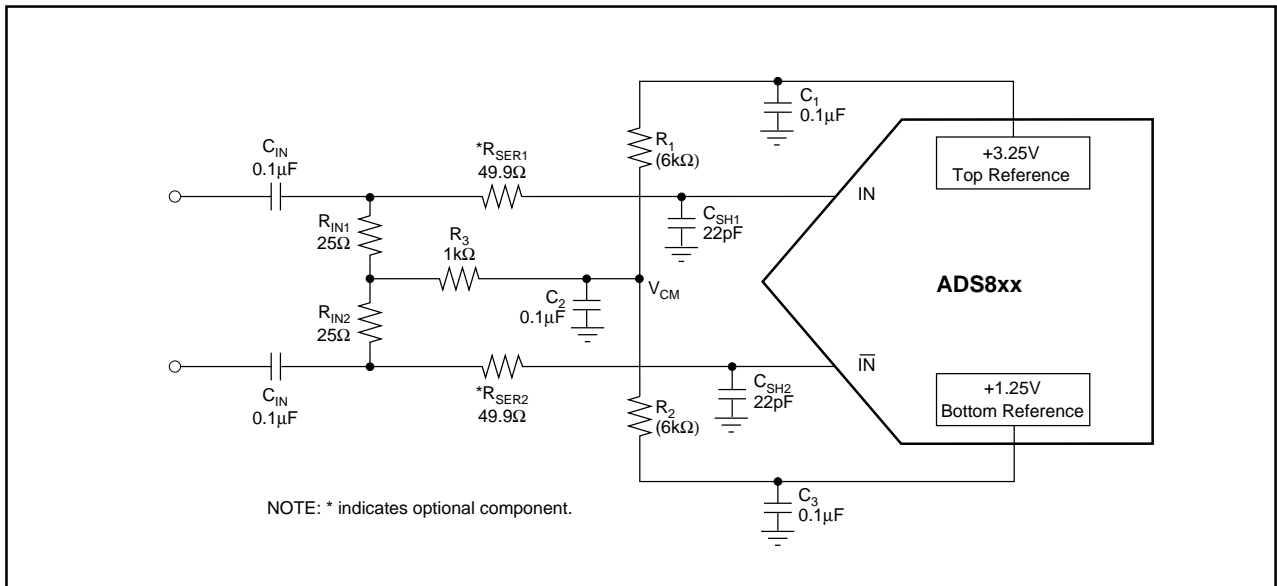 C1
0.1µF
R1
(6kΩ)
+3.25V
Top Reference
CIN
0.1µF
*RSER1
49.9Ω
IN
CSH1
22pF
RIN1
25Ω
R3
1kΩ
C2
0.1µF
VCM
ADS8xx
RIN2
25Ω
CIN
0.1µF
*RSER2
49.9Ω
I̅N̅
CSH2
22pF
R2
(6kΩ)
+1.25V
Bottom Reference
C3
0.1µF
NOTE: * indicates optional component.